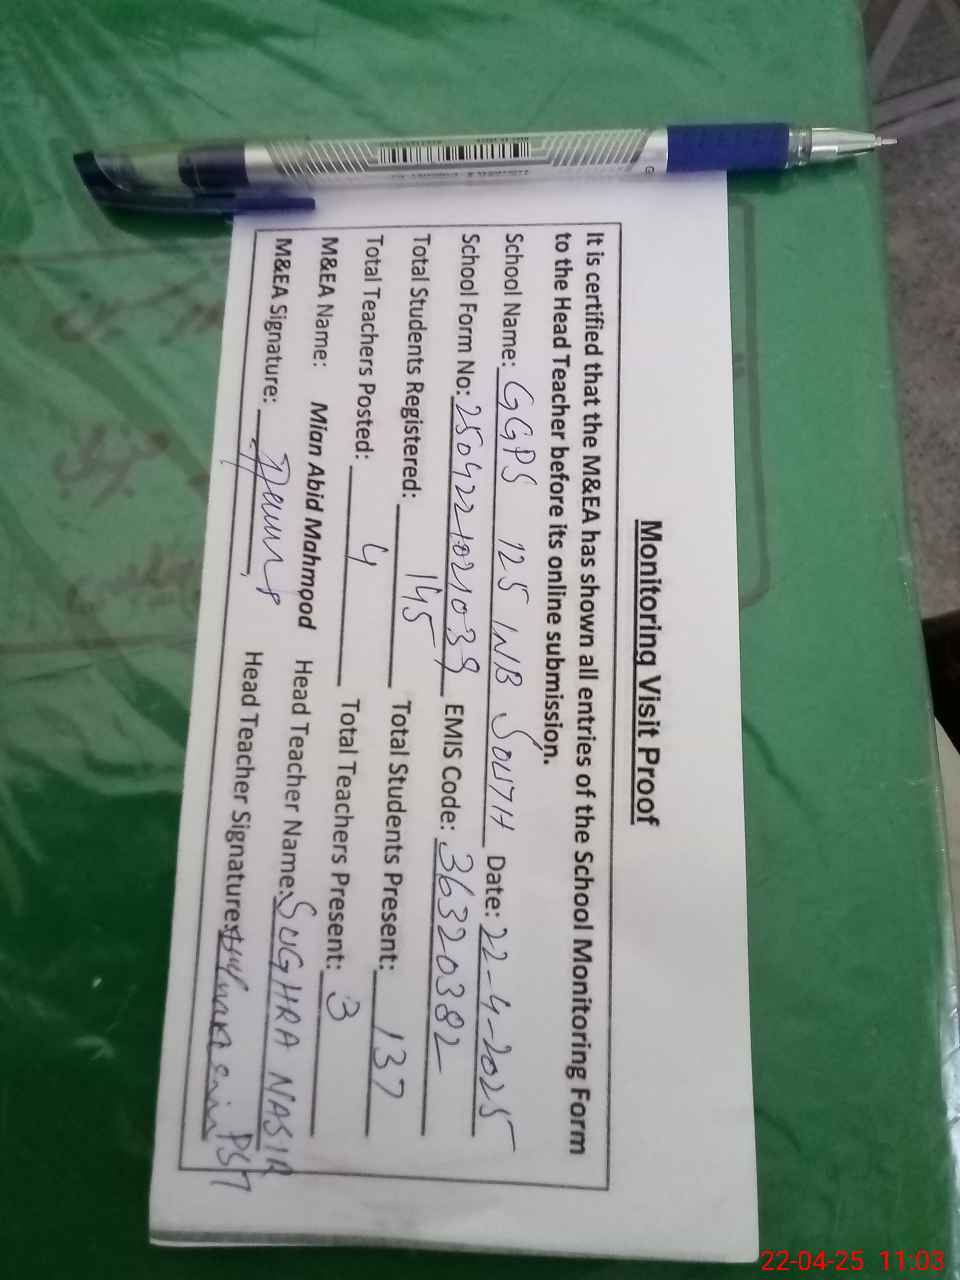 Monitoring Visit Proof
It is certified that the M&EA has shown all entries of the School Monitoring Form
to the Head Teacher before its online submission.
School Name: GGPS 125 1NB SOUTH Date: 22-4-2025
School Form No: 2504221021039 EMIS Code: 36320382
Total Students Registered: 145 Total Students Present: 137
Total Teachers Posted: 4 Total Teachers Present: 3
M&EA Name: Mian Abid Mahmood Head Teacher Name: SUGHRA NASIR
M&EA Signature: Head Teacher Signature: PST
22-04-25 11:03